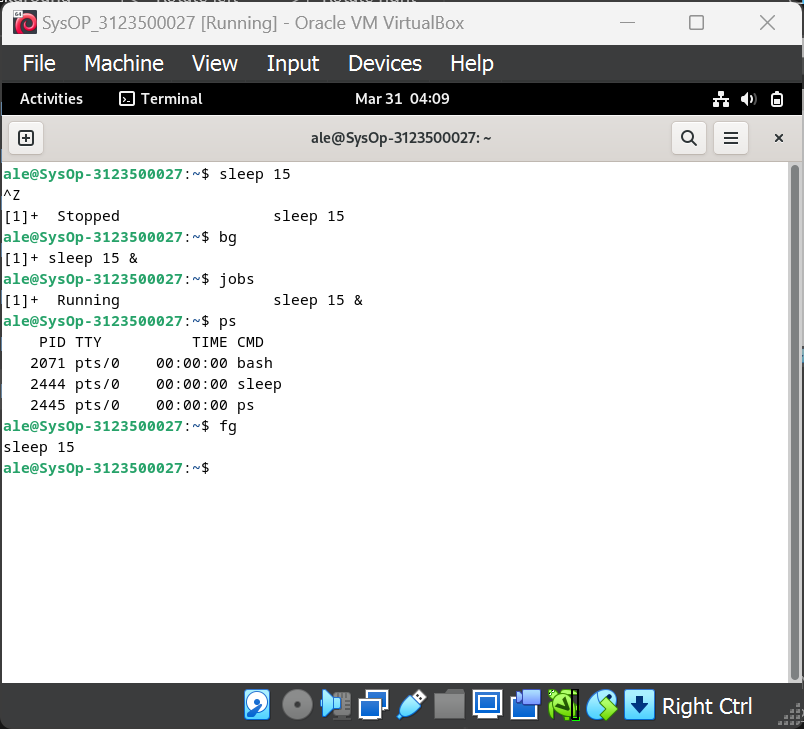 SysOP_3123500027 [Running] - Oracle VM VirtualBox
File Machine View Input Devices Help
Activities Terminal Mar 31 04:09
ale@SysOp-3123500027: ~
ale@SysOp-3123500027:~$ sleep 15
^Z
[1]+  Stopped                 sleep 15
ale@SysOp-3123500027:~$ bg
[1]+ sleep 15 &
ale@SysOp-3123500027:~$ jobs
[1]+  Running                 sleep 15 &
ale@SysOp-3123500027:~$ ps
    PID TTY          TIME CMD
   2071 pts/0    00:00:00 bash
   2444 pts/0    00:00:00 sleep
   2445 pts/0    00:00:00 ps
ale@SysOp-3123500027:~$ fg
sleep 15
ale@SysOp-3123500027:~$
Right Ctrl